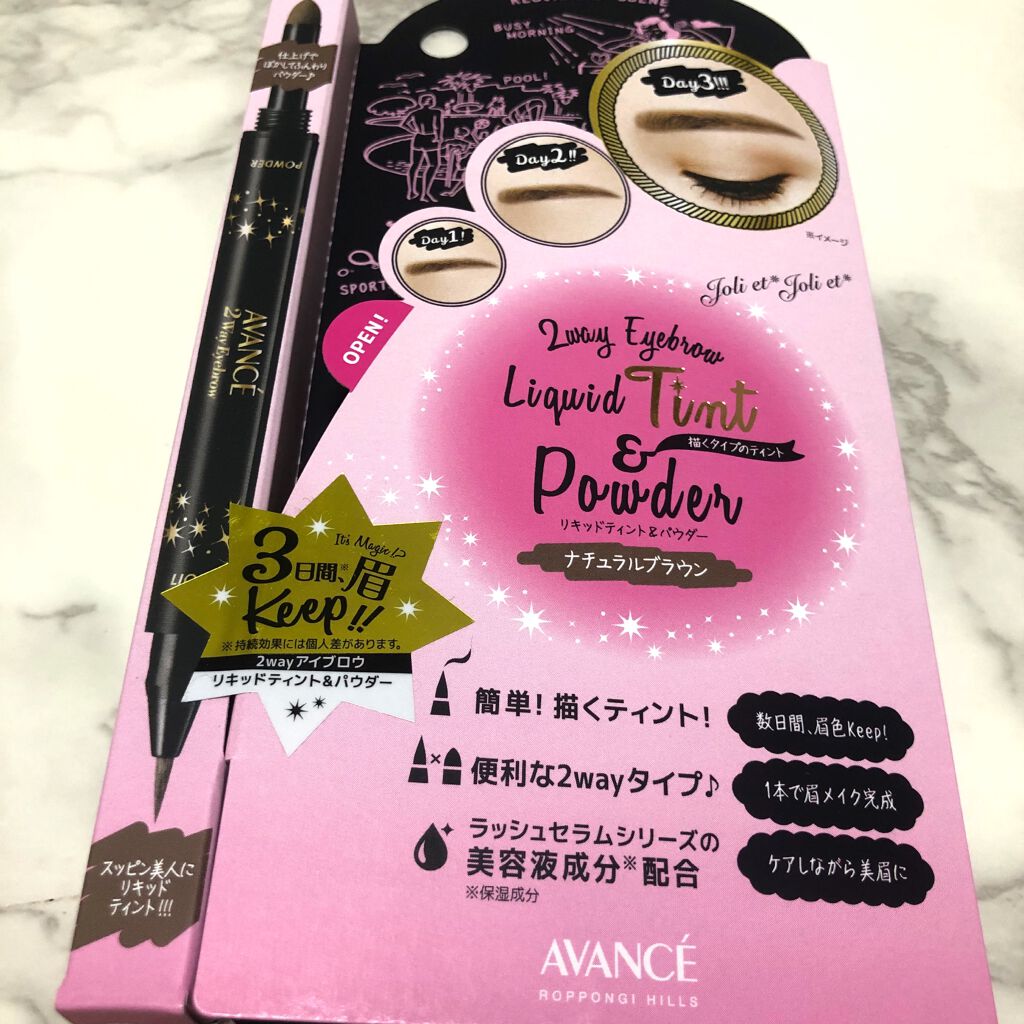 仕上げで
ぼかしてふんわり
パウダー♪
POWDER
AVANCÉ
2 Way Eyebrow
スッピン美人に
リキッド
ティント!!!
BUSY
MORNING
POOL!
SPORT
OPEN!
Day1!
Day2!!
Day3!!!
※イメージ
Joli et* Joli et*
2way Eyebrow
Liquid Tint
描くタイプのティント
&
Powder
リキッドティント&パウダー
ナチュラルブラウン
It's Magic!?
3日間、※眉
Keep!!
※持続効果には個人差があります。
2wayアイブロウ
リキッドティント&パウダー
簡単!描くティント!
数日間、眉色Keep!
便利な2wayタイプ♪
1本で眉メイク完成
ラッシュセラムシリーズの
美容液成分※配合
※保湿成分
ケアしながら美眉に
AVANCÉ
ROPPONGI HILLS